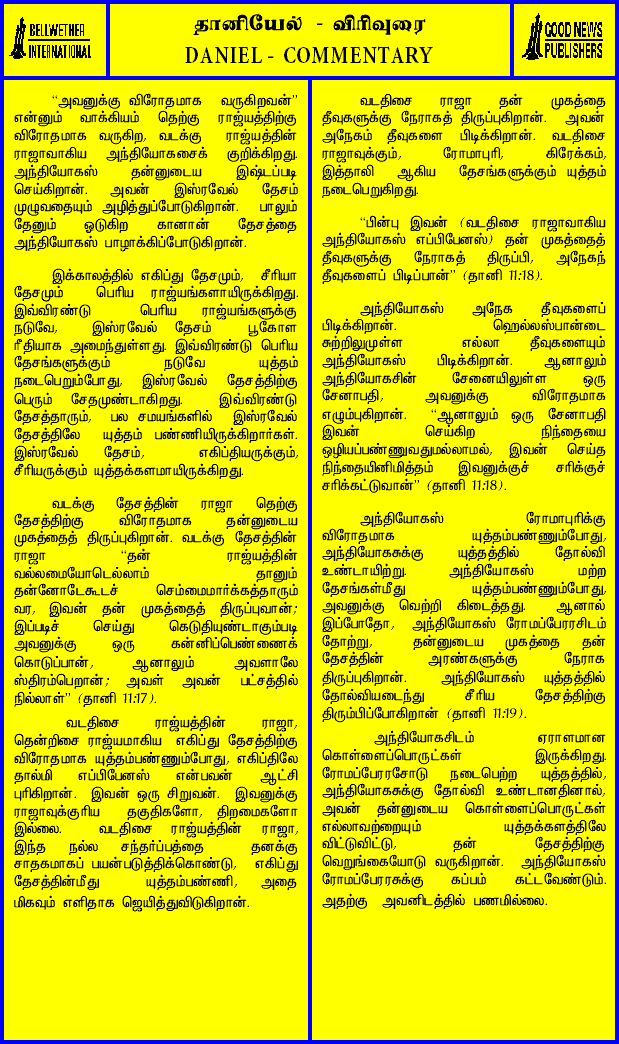 BELLWETHER
INTERNATIONAL
தானியேல் - விரிவுரை
DANIEL - COMMENTARY
GOOD NEWS
PUBLISHERS
“அவனுக்கு விரோதமாக வருகிறவன்”
என்னும் வாக்கியம் தெற்கு ராஜ்யத்திற்கு
விரோதமாக வருகிற, வடக்கு ராஜ்யத்தின்
ராஜாவாகிய அந்தியோகசைக் குறிக்கிறது.
அந்தியோகஸ் தன்னுடைய இஷ்டப்படி
செய்கிறான். அவன் இஸ்ரவேல் தேசம்
முழுவதையும் அழித்துப்போடுகிறான். பாலும்
தேனும் ஓடுகிற கானான் தேசத்தை
அந்தியோகஸ் பாழாக்கிப்போடுகிறான்.
இக்காலத்தில் எகிப்து தேசமும், சீரியா
தேசமும் பெரிய ராஜ்யங்களாயிருக்கிறது.
இவ்விரண்டு பெரிய ராஜ்யங்களுக்கு
நடுவே, இஸ்ரவேல் தேசம் பூகோள
ரீதியாக அமைந்துள்ளது. இவ்விரண்டு பெரிய
தேசங்களுக்கும் நடுவே யுத்தம்
நடைபெறும்போது, இஸ்ரவேல் தேசத்திற்கு
பெரும் சேதமுண்டாகிறது. இவ்விரண்டு
தேசத்தாரும், பல சமயங்களில் இஸ்ரவேல்
தேசத்திலே யுத்தம் பண்ணியிருக்கிறார்கள்.
இஸ்ரவேல் தேசம், எகிப்தியருக்கும்,
சீரியருக்கும் யுத்தக்களமாயிருக்கிறது.
வடக்கு தேசத்தின் ராஜா தெற்கு
தேசத்திற்கு விரோதமாக தன்னுடைய
முகத்தைத் திருப்புகிறான். வடக்கு தேசத்தின்
ராஜா “தன் ராஜ்யத்தின்
வல்லமையோடெல்லாம் தானும்
தன்னோடேகூடச் செம்மைமார்க்கத்தாரும்
வர, இவன் தன் முகத்தைத் திருப்புவான்;
இப்படிச் செய்து கெடுதியுண்டாகும்படி
அவனுக்கு ஒரு கன்னிப்பெண்ணைக்
கொடுப்பான், ஆனாலும் அவளாலே
ஸ்திரம்பெறான்; அவள் அவன் பட்சத்தில்
நில்லாள்” (தானி 11:17).
வடதிசை ராஜ்யத்தின் ராஜா,
தென்றிசை ராஜ்யமாகிய எகிப்து தேசத்திற்கு
விரோதமாக யுத்தம்பண்ணும்போது, எகிப்திலே
தால்மி எப்பிபேனஸ் என்பவன் ஆட்சி
புரிகிறான். இவன் ஒரு சிறுவன். இவனுக்கு
ராஜாவுக்குரிய தகுதிகளோ, திறமைகளோ
இல்லை. வடதிசை ராஜ்யத்தின் ராஜா,
இந்த நல்ல சந்தர்ப்பத்தை தனக்கு
சாதகமாகப் பயன்படுத்திக்கொண்டு, எகிப்து
தேசத்தின்மீது யுத்தம்பண்ணி, அதை
மிகவும் எளிதாக ஜெயித்துவிடுகிறான்.
வடதிசை ராஜா தன் முகத்தை
தீவுகளுக்கு நேராகத் திருப்புகிறான். அவன்
அநேகம் தீவுகளை பிடிக்கிறான். வடதிசை
ராஜாவுக்கும், ரோமாபுரி, கிரேக்கம்,
இத்தாலி ஆகிய தேசங்களுக்கும் யுத்தம்
நடைபெறுகிறது.
“பின்பு இவன் (வடதிசை ராஜாவாகிய
அந்தியோகஸ் எப்பிபேனஸ்) தன் முகத்தைத்
தீவுகளுக்கு நேராகத் திருப்பி, அநேகந்
தீவுகளைப் பிடிப்பான்” (தானி 11:18).
அந்தியோகஸ் அநேக தீவுகளைப்
பிடிக்கிறான். ஹெல்லஸ்பான்டை
சுற்றிலுமுள்ள எல்லா தீவுகளையும்
அந்தியோகஸ் பிடிக்கிறான். ஆனாலும்
அந்தியோகசின் சேனையிலுள்ள ஒரு
சேனாபதி, அவனுக்கு விரோதமாக
எழும்புகிறான். “ஆனாலும் ஒரு சேனாபதி
இவன் செய்கிற நிந்தையை
ஒழியப்பண்ணுவதுமல்லாமல், இவன் செய்த
நிந்தையினிமித்தம் இவனுக்குச் சரிக்குச்
சரிக்கட்டுவான்” (தானி 11:18).
அந்தியோகஸ் ரோமாபுரிக்கு
விரோதமாக யுத்தம்பண்ணும்போது,
அந்தியோகசுக்கு யுத்தத்தில் தோல்வி
உண்டாயிற்று. அந்தியோகஸ் மற்ற
தேசங்கள்மீது யுத்தம்பண்ணும்போது,
அவனுக்கு வெற்றி கிடைத்தது. ஆனால்
இப்போதோ, அந்தியோகஸ் ரோமப்பேரரசிடம்
தோற்று, தன்னுடைய முகத்தை தன்
தேசத்தின் அரண்களுக்கு நேராக
திருப்புகிறான். அந்தியோகஸ் யுத்தத்தில்
தோல்வியடைந்து சீரிய தேசத்திற்கு
திரும்பிப்போகிறான் (தானி 11:19).
அந்தியோகசிடம் ஏராளமான
கொள்ளைப்பொருட்கள் இருக்கிறது.
ரோமப்பேரரசோடு நடைபெற்ற யுத்தத்தில்,
அந்தியோகசுக்கு தோல்வி உண்டானதினால்,
அவன் தன்னுடைய கொள்ளைப்பொருட்கள்
எல்லாவற்றையும் யுத்தக்களத்திலே
விட்டுவிட்டு, தன் தேசத்திற்கு
வெறுங்கையோடு வருகிறான். அந்தியோகஸ்
ரோமப்பேரரசுக்கு கப்பம் கட்டவேண்டும்.
அதற்கு அவனிடத்தில் பணமில்லை.